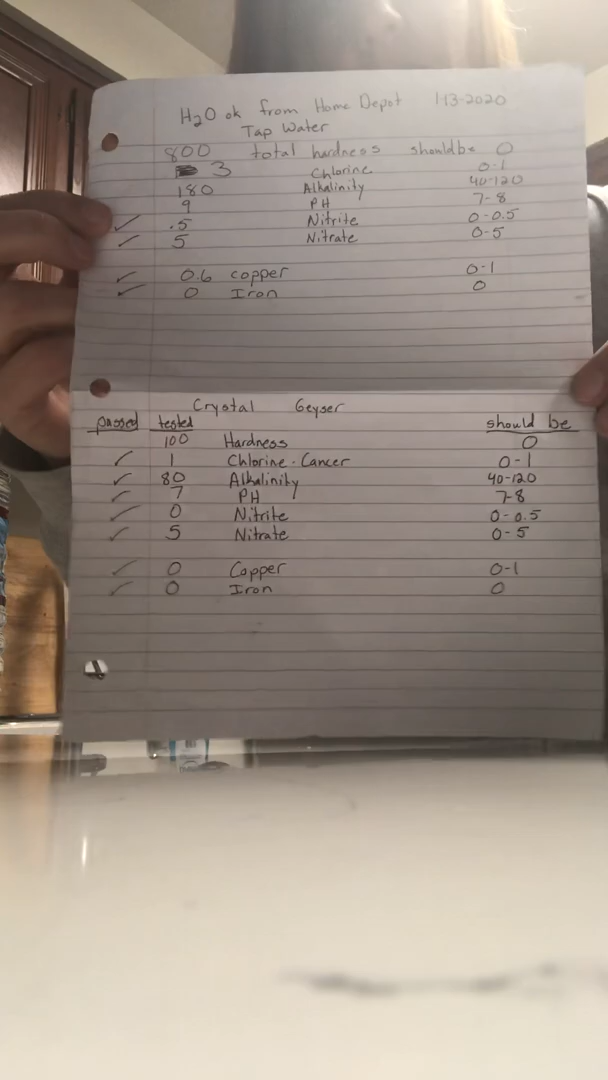 H2O ok from Home Depot 1-13-2020
Tap Water
800 total hardness should be 0
3 Chlorine 0-1
180 Alkalinity 40-120
9 PH 7-8
✓ .5 Nitrite 0-0.5
✓ 5 Nitrate 0-5
✓ 0.6 copper 0-1
✓ 0 Iron 0
Crystal Geyser
passed tested should be
100 Hardness 0
✓ 1 Chlorine - Cancer 0-1
✓ 80 Alkalinity 40-120
✓ 7 PH 7-8
✓ 0 Nitrite 0-0.5
✓ 5 Nitrate 0-5
✓ 0 Copper 0-1
✓ 0 Iron 0